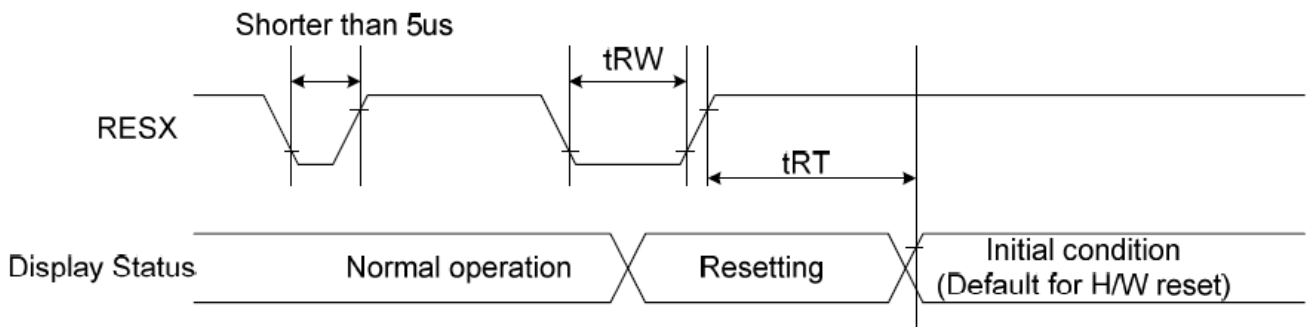 Shorter than 5us
tRW
RESX
tRT
Display Status
Normal operation
Resetting
Initial condition
(Default for H/W reset)